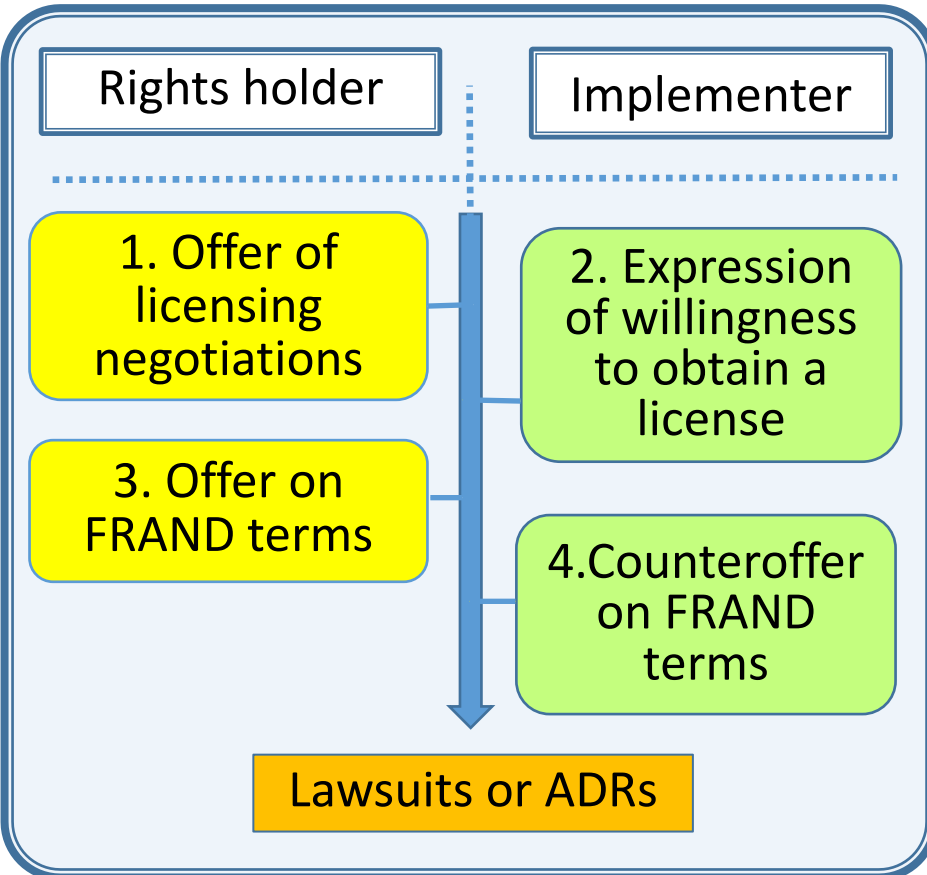 Rights holder
Implementer
1. Offer of
licensing
negotiations
2. Expression
of willingness
to obtain a
license
3. Offer on
FRAND terms
4.Counteroffer
on FRAND
terms
Lawsuits or ADRs